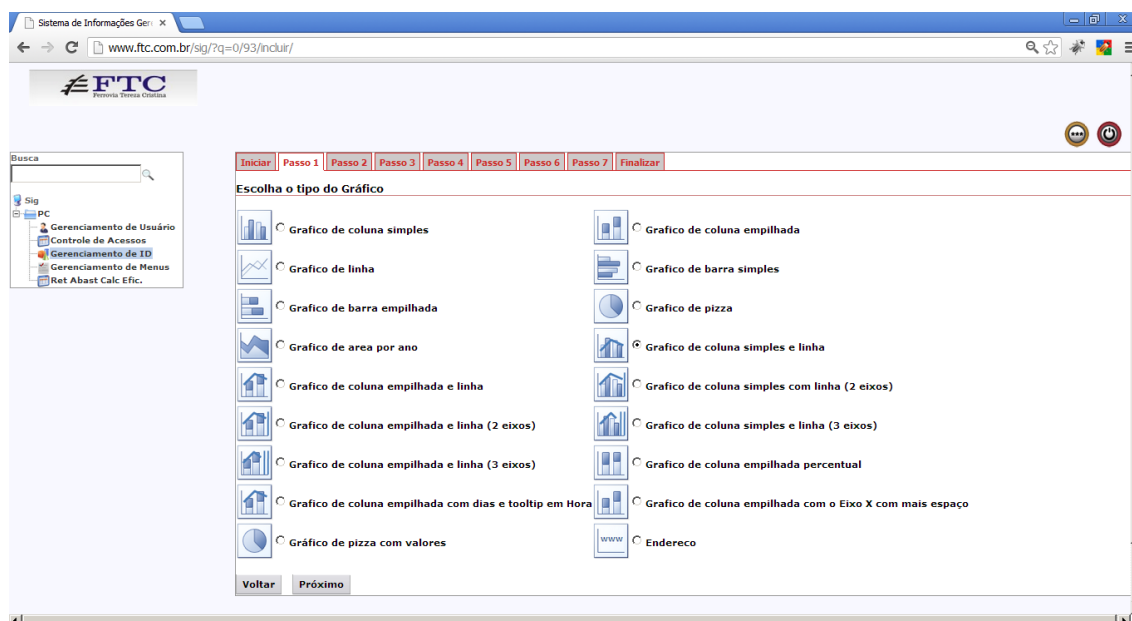 Sistema de Informações Ger
www.ftc.com.br/sig/?q=0/93/incluir/
FTC
Ferrovia Tereza Cristina
Busca
Sig
PC
Gerenciamento de Usuário
Controle de Acessos
Gerenciamento de ID
Gerenciamento de Menus
Ret Abast Calc Efic.
Iniciar Passo 1 Passo 2 Passo 3 Passo 4 Passo 5 Passo 6 Passo 7 Finalizar
Escolha o tipo do Gráfico
Grafico de coluna simples
Grafico de coluna empilhada
Grafico de linha
Grafico de barra simples
Grafico de barra empilhada
Grafico de pizza
Grafico de area por ano
Grafico de coluna simples e linha
Grafico de coluna empilhada e linha
Grafico de coluna simples com linha (2 eixos)
Grafico de coluna empilhada e linha (2 eixos)
Grafico de coluna simples e linha (3 eixos)
Grafico de coluna empilhada e linha (3 eixos)
Grafico de coluna empilhada percentual
Grafico de coluna empilhada com dias e tooltip em Hora
Grafico de coluna empilhada com o Eixo X com mais espaço
Gráfico de pizza com valores
www
Endereco
Voltar Próximo